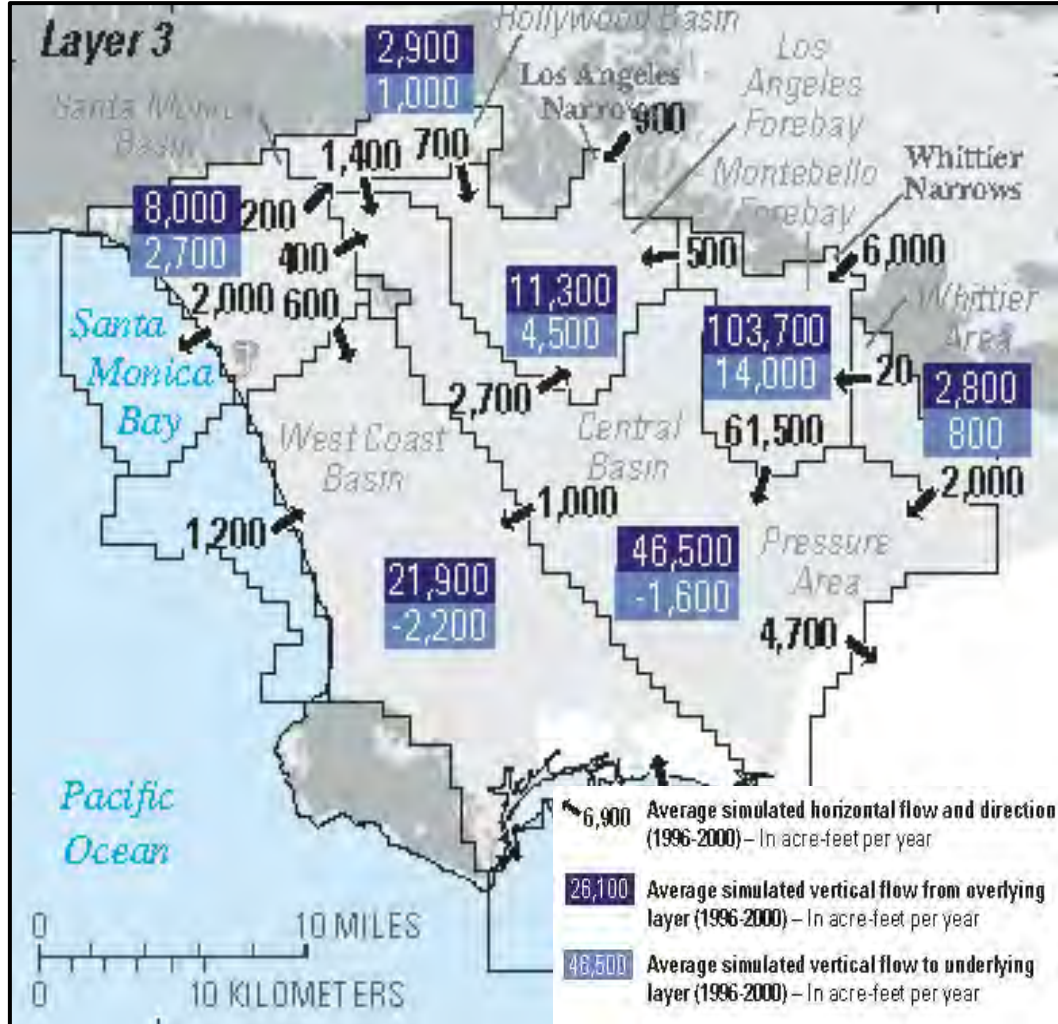 Layer 3
Hollywood Basin
2,900
1,000
Los Angeles
Narrows
Los
Angeles
Forebay
Santa Monica
Basin
1,400
700
900
Montebello
Forebay
Whittier
Narrows
8,000
2,700
200
400
500
6,000
2,000
600
11,300
4,500
103,700
14,000
Whittier
Area
20
2,800
800
Santa
Monica
Bay
2,700
61,500
West Coast
Basin
Central
Basin
2,000
1,200
1,000
46,500
-1,600
Pressure
Area
21,900
-2,200
4,700
Pacific
Ocean
6,900 Average simulated horizontal flow and direction
(1996-2000) – In acre-feet per year
26,100 Average simulated vertical flow from overlying
layer (1996-2000) – In acre-feet per year
46,500 Average simulated vertical flow to underlying
layer (1996-2000) – In acre-feet per year
0 10 MILES
0 10 KILOMETERS